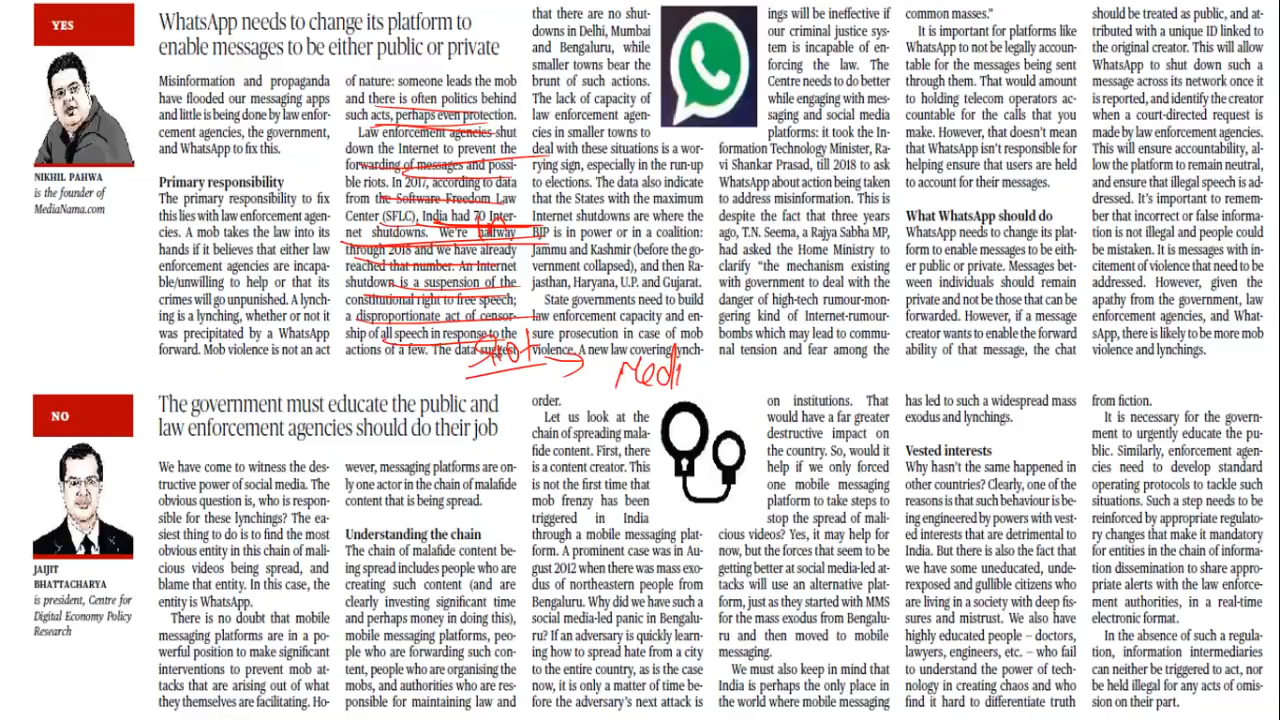 YES
NIKHIL PAHWA
is the founder of
MediaNama.com
WhatsApp needs to change its platform to
enable messages to be either public or private
Misinformation and propaganda
have flooded our messaging apps
and little is being done by law enfor-
cement agencies, the government,
and WhatsApp to fix this.
Primary responsibility
The primary responsibility to fix
this lies with law enforcement agen-
cies. A mob takes the law into its
hands if it believes that either law
enforcement agencies are incapa-
ble/unwilling to help or that its
crimes will go unpunished. A lynch-
ing is a lynching, whether or not it
was precipitated by a WhatsApp
forward. Mob violence is not an act
of nature: someone leads the mob
and there is often politics behind
such acts, perhaps even protection.
Law enforcement agencies shut
down the Internet to prevent the
forwarding of messages and possi-
ble riots. In 2017, according to data
from the Software Freedom Law
Center (SFLC), India had 70 Inter-
net shutdowns. We're halfway
through 2018 and we have already
reached that number. An Internet
shutdown is a suspension of the
constitutional right to free speech;
a disproportionate act of censor-
ship of all speech in response to the
actions of a few. The data suggest
that there are no shut-
downs in Delhi, Mumbai
and Bengaluru, while
smaller towns bear the
brunt of such actions.
The lack of capacity of
law enforcement agen-
cies in smaller towns to
deal with these situations is a wor-
rying sign, especially in the run-up
to elections. The data also indicate
that the States with the maximum
Internet shutdowns are where the
BJP is in power or in a coalition:
Jammu and Kashmir (before the go-
vernment collapsed), and then Ra-
jasthan, Haryana, U.P. and Gujarat.
State governments need to build
law enforcement capacity and en-
sure prosecution in case of mob
violence. A new law covering lynch-
ings will be ineffective if
our criminal justice sys-
tem is incapable of en-
forcing the law. The
Centre needs to do better
while engaging with mes-
saging and social media
platforms: it took the In-
formation Technology Minister, Ra-
vi Shankar Prasad, till 2018 to ask
WhatsApp about action being taken
to address misinformation. This is
despite the fact that three years
ago, T.N. Seema, a Rajya Sabha MP,
had asked the Home Ministry to
clarify "the mechanism existing
with government to deal with the
danger of high-tech rumour-mon-
gering kind of Internet-rumour-
bombs which may lead to commu-
nal tension and fear among the
common masses."
It is important for platforms like
WhatsApp to not be legally accoun-
table for the messages being sent
through them. That would amount
to holding telecom operators ac-
countable for the calls that you
make. However, that doesn't mean
that WhatsApp isn't responsible for
helping ensure that users are held
to account for their messages.
What WhatsApp should do
WhatsApp needs to change its plat-
form to enable messages to be eith-
er public or private. Messages bet-
ween individuals should remain
private and not be those that can be
forwarded. However, if a message
creator wants to enable the forward
ability of that message, the chat
should be treated as public, and at-
tributed with a unique ID linked to
the original creator. This will allow
WhatsApp to shut down such a
message across its network once it
is reported, and identify the creator
when a court-directed request is
made by law enforcement agencies.
This will ensure accountability, al-
low the platform to remain neutral,
and ensure that illegal speech is ad-
dressed. It's important to remem-
ber that incorrect or false informa-
tion is not illegal and people could
be mistaken. It is messages with in-
citement of violence that need to be
addressed. However, given the
apathy from the government, law
enforcement agencies, and What-
sApp, there is likely to be more mob
violence and lynchings.
Medi
NO
JAIJIT
BHATTACHARYA
is president, Centre for
Digital Economy Policy
Research
The government must educate the public and
law enforcement agencies should do their job
We have come to witness the des-
tructive power of social media. The
obvious question is, who is respon-
sible for these lynchings? The ea-
siest thing to do is to find the most
obvious entity in this chain of mali-
cious videos being spread, and
blame that entity. In this case, the
entity is WhatsApp.
There is no doubt that mobile
messaging platforms are in a po-
werful position to make significant
interventions to prevent mob at-
tacks that are arising out of what
they themselves are facilitating. Ho-
wever, messaging platforms are on-
ly one actor in the chain of malafide
content that is being spread.
Understanding the chain
The chain of malafide content be-
ing spread includes people who are
creating such content (and are
clearly investing significant time
and perhaps money in doing this),
mobile messaging platforms, peo-
ple who are forwarding such con-
tent, people who are organising the
mobs, and authorities who are res-
ponsible for maintaining law and
order.
Let us look at the
chain of spreading mala-
fide content. First, there
is a content creator. This
is not the first time that
mob frenzy has been
triggered in India
through a mobile messaging plat-
form. A prominent case was in Au-
gust 2012 when there was mass exo-
dus of northeastern people from
Bengaluru. Why did we have such a
social media-led panic in Bengalu-
ru? If an adversary is quickly learn-
ing how to spread hate from a city
to the entire country, as is the case
now, it is only a matter of time be-
fore the adversary's next attack is
on institutions. That
would have a far greater
destructive impact on
the country. So, would it
help if we only forced
one mobile messaging
platform to take steps to
stop the spread of mali-
cious videos? Yes, it may help for
now, but the forces that seem to be
getting better at social media-led at-
tacks will use an alternative plat-
form, just as they started with MMS
for the mass exodus from Bengalu-
ru and then moved to mobile
messaging.
We must also keep in mind that
India is perhaps the only place in
the world where mobile messaging
has led to such a widespread mass
exodus and lynchings.
Vested interests
Why hasn't the same happened in
other countries? Clearly, one of the
reasons is that such behaviour is be-
ing engineered by powers with vest-
ed interests that are detrimental to
India. But there is also the fact that
we have some uneducated, under-
exposed and gullible citizens who
are living in a society with deep fis-
sures and mistrust. We also have
highly educated people – doctors,
lawyers, engineers, etc. – who fail
to understand the power of tech-
nology in creating chaos and who
find it hard to differentiate truth
from fiction.
It is necessary for the govern-
ment to urgently educate the pu-
blic. Similarly, enforcement agen-
cies need to develop standard
operating protocols to tackle such
situations. Such a step needs to be
reinforced by appropriate regulato-
ry changes that make it mandatory
for entities in the chain of informa-
tion dissemination to share appro-
priate alerts with the law enforce-
ment authorities, in a real-time
electronic format.
In the absence of such a regula-
tion, information intermediaries
can neither be triggered to act, nor
be held illegal for any acts of omis-
sion on their part.